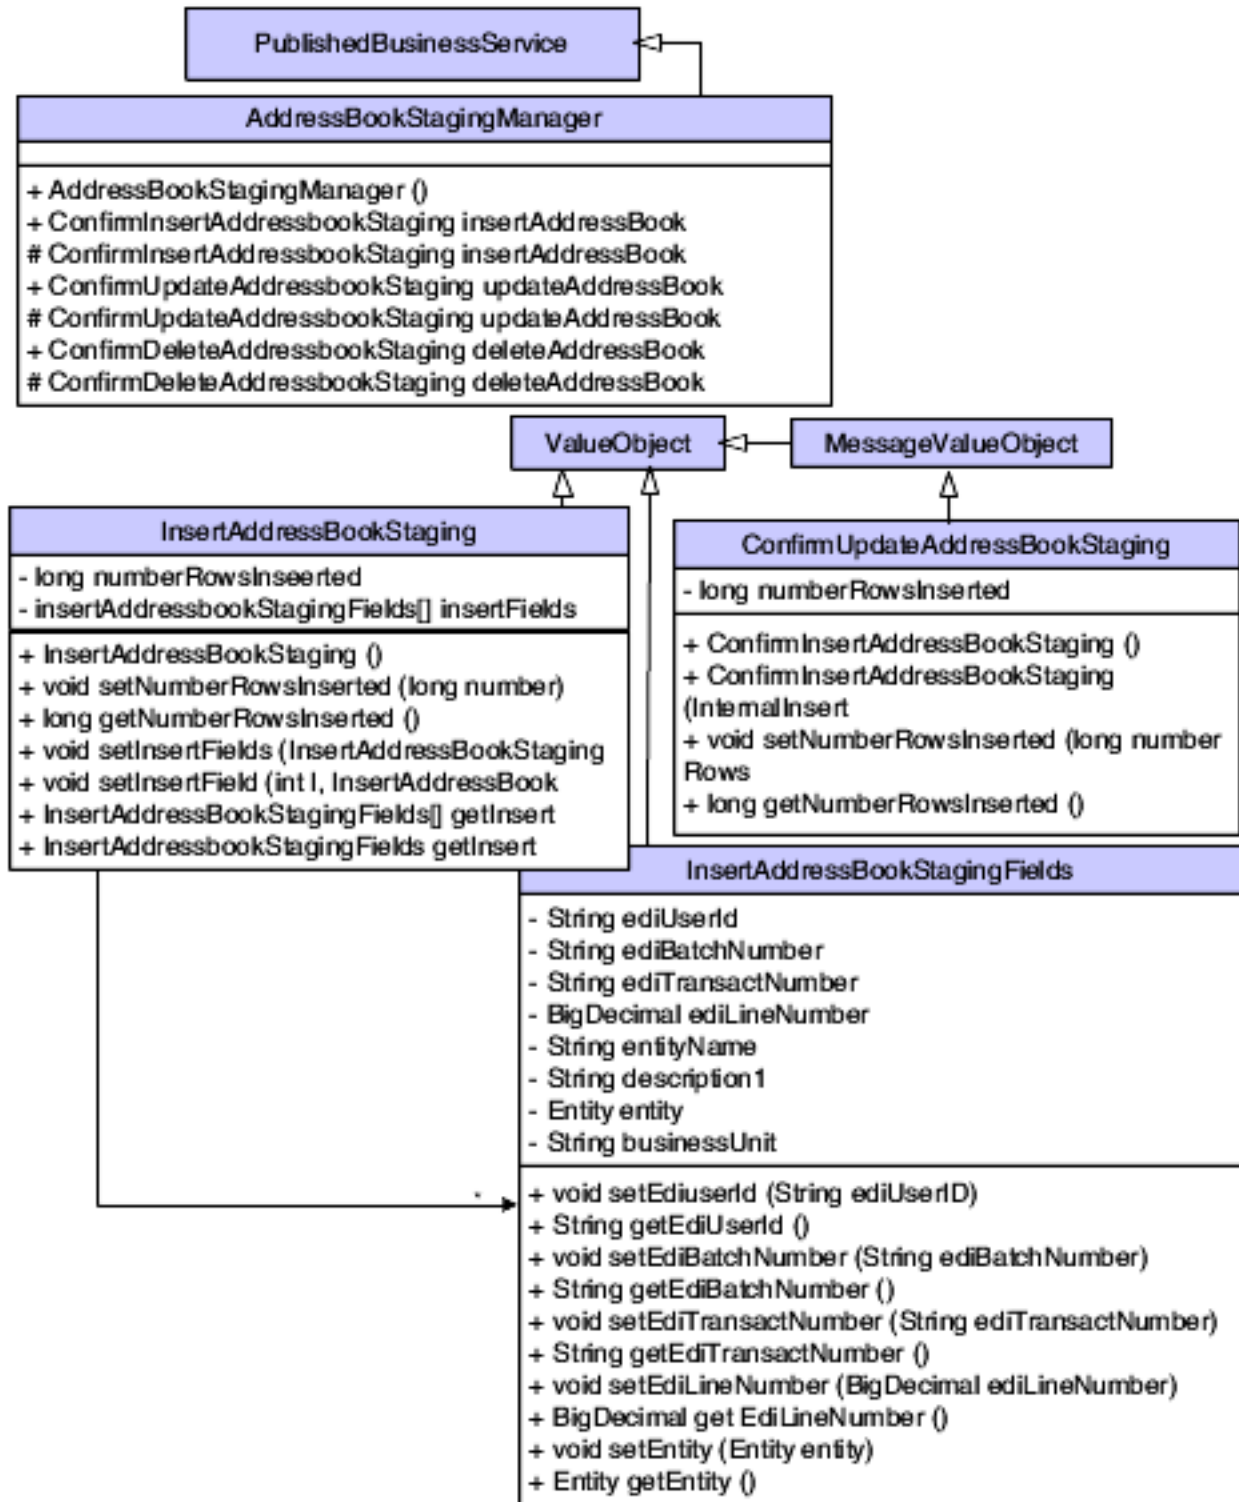 PublishedBusinessService
AddressBookStagingManager
+ AddressBookStagingManager ()
+ ConfirmInsertAddressbookStaging insertAddressBook
# ConfirmInsertAddressbookStaging insertAddressBook
+ ConfirmUpdateAddressbookStaging updateAddressBook
# ConfirmUpdateAddressbookStaging updateAddressBook
+ ConfirmDeleteAddressbookStaging deleteAddressBook
# ConfirmDeleteAddressbookStaging deleteAddressBook
ValueObject
MessageValueObject
InsertAddressBookStaging
- long numberRowsInseerted
- insertAddressbookStagingFields[] insertFields
+ InsertAddressBookStaging ()
+ void setNumberRowsInserted (long number)
+ long getNumberRowsInserted ()
+ void setInsertFields (InsertAddressBookStaging
+ void setInsertField (int I, InsertAddressBook
+ InsertAddressBookStagingFields[] getInsert
+ InsertAddressbookStagingFields getInsert
ConfirmUpdateAddressBookStaging
- long numberRowsInserted
+ ConfirmInsertAddressBookStaging ()
+ ConfirmInsertAddressBookStaging
(InternalInsert
+ void setNumberRowsInserted (long number
Rows
+ long getNumberRowsInserted ()
InsertAddressBookStagingFields
- String ediUserId
- String ediBatchNumber
- String ediTransactNumber
- BigDecimal ediLineNumber
- String entityName
- String description1
- Entity entity
- String businessUnit
*
+ void setEdiuserId (String ediUserID)
+ String getEdiUserId ()
+ void setEdiBatchNumber (String ediBatchNumber)
+ String getEdiBatchNumber ()
+ void setEdiTransactNumber (String ediTransactNumber)
+ String getEdiTransactNumber ()
+ void setEdiLineNumber (BigDecimal ediLineNumber)
+ BigDecimal get EdiLineNumber ()
+ void setEntity (Entity entity)
+ Entity getEntity ()